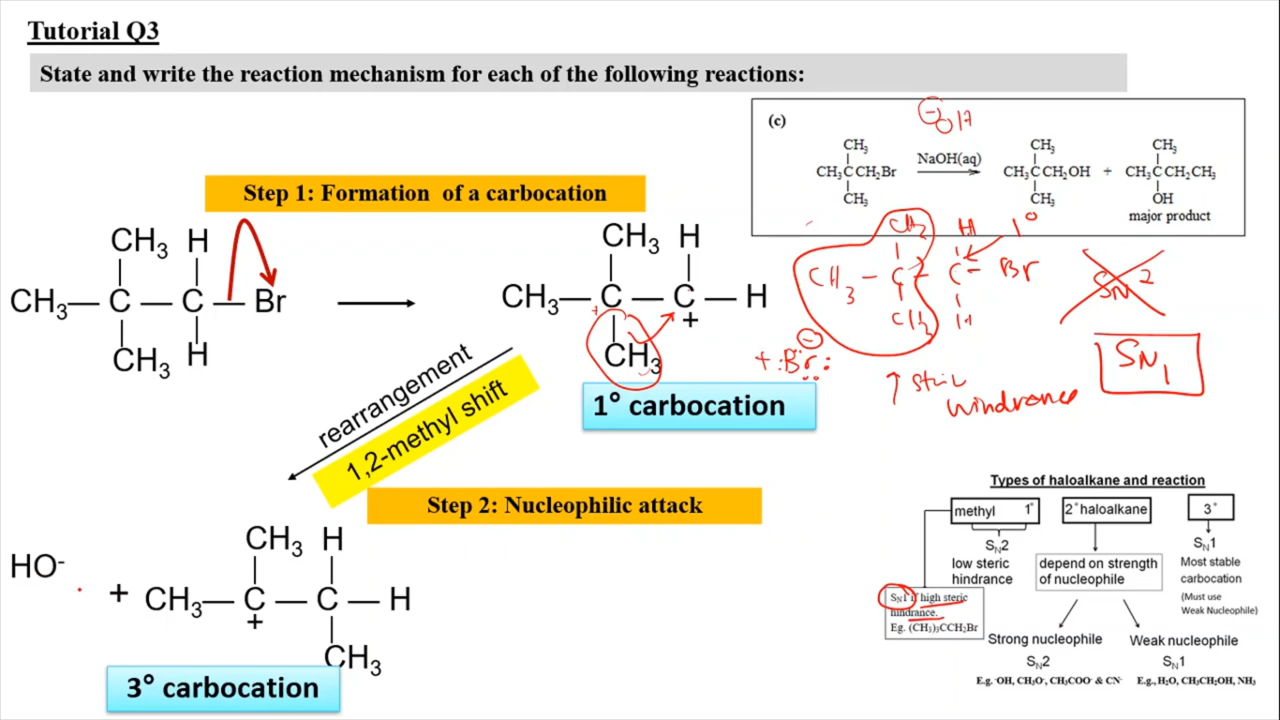 Tutorial Q3
State and write the reaction mechanism for each of the following reactions:
(c)
⊖OH
CH₃ CH₃ CH₃
CH₃CCH₂Br NaOH(aq) CH₃CCH₂OH + CH₃CCH₂CH₃
CH₃ CH₃ OH
major product
Step 1: Formation of a carbocation
CH₃ H
CH₃ — C — C — Br
CH₃ H
CH₃ H
CH₃ — C — C — H
+
CH₃
1° carbocation
+ :Br: ⊖
CH₃ H 1°
CH₃ - C - C - Br
CH₃ H
SN2
SN1
↑ steric
hindrance
rearrangement
1,2-methyl shift
Step 2: Nucleophilic attack
HO⁻
+
CH₃ H
CH₃ — C — C — H
+
CH₃
3° carbocation
Types of haloalkane and reaction
methyl 1°
2° haloalkane
3°
SN2
low steric
hindrance
depend on strength
of nucleophile
SN1
Most stable
carbocation
(Must use
Weak Nucleophile)
SN1 if high steric
hindrance.
Eg. (CH₃)₃CCH₂Br
Strong nucleophile
SN2
E.g. ⁻OH, CH₃O⁻, CH₃COO⁻ & CN⁻
Weak nucleophile
SN1
E.g., H₂O, CH₃CH₂OH, NH₃